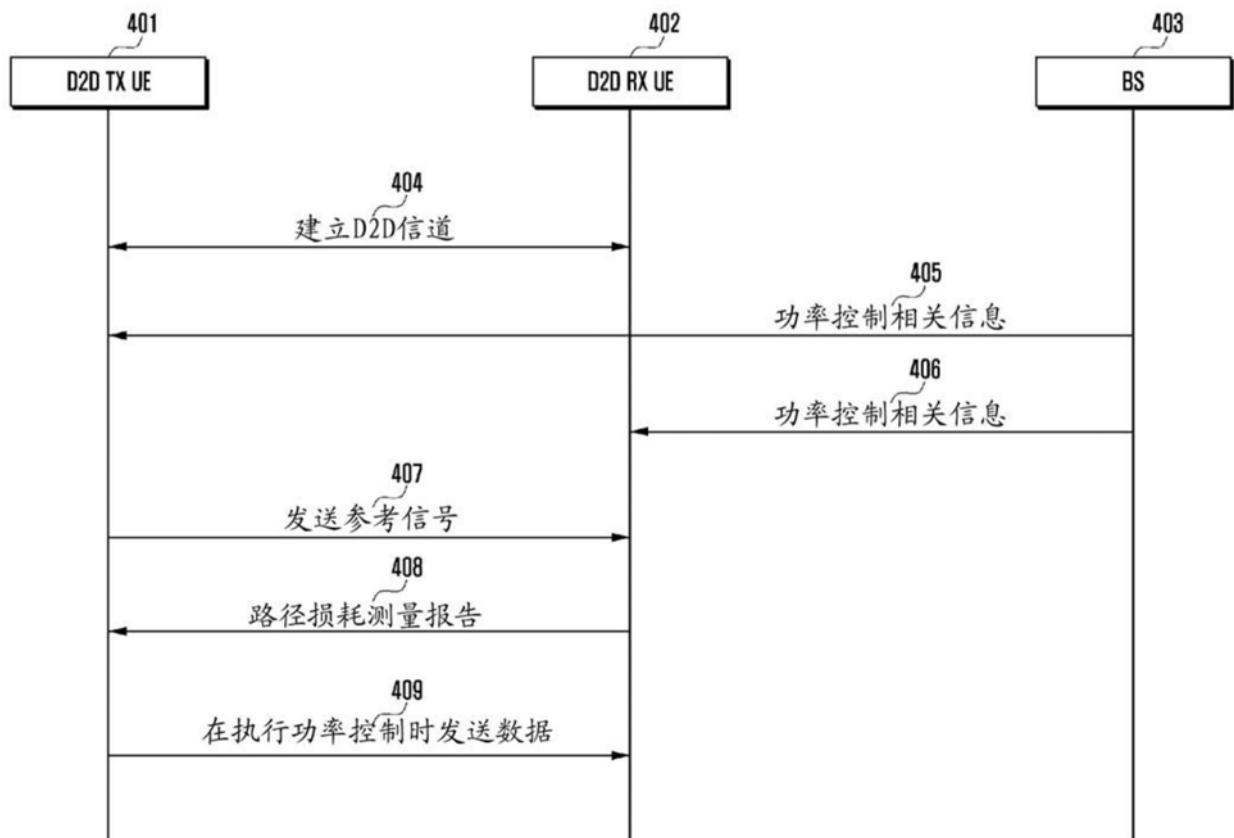 401
402
403
D2D TX UE
D2D RX UE
BS
404
建立D2D信道
405
功率控制相关信息
406
功率控制相关信息
407
发送参考信号
408
路径损耗测量报告
409
在执行功率控制时发送数据